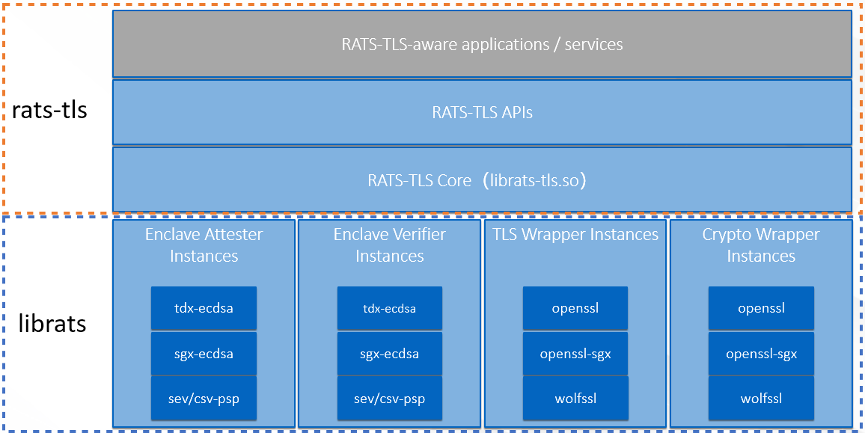 rats-tls
RATS-TLS-aware applications / services
RATS-TLS APIs
RATS-TLS Core（librats-tls.so）
librats
Enclave Attester
Instances
tdx-ecdsa
sgx-ecdsa
sev/csv-psp
Enclave Verifier
Instances
tdx-ecdsa
sgx-ecdsa
sev/csv-psp
TLS Wrapper Instances
openssl
openssl-sgx
wolfssl
Crypto Wrapper
Instances
openssl
openssl-sgx
wolfssl